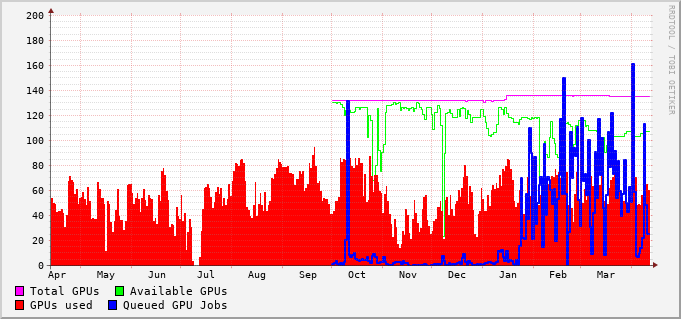 200
180
160
140
120
100
80
60
40
20
0
Apr May Jun Jul Aug Sep Oct Nov Dec Jan Feb Mar
Total GPUs Available GPUs
GPUs used Queued GPU Jobs
RRDTOOL / TOBI OETIKER